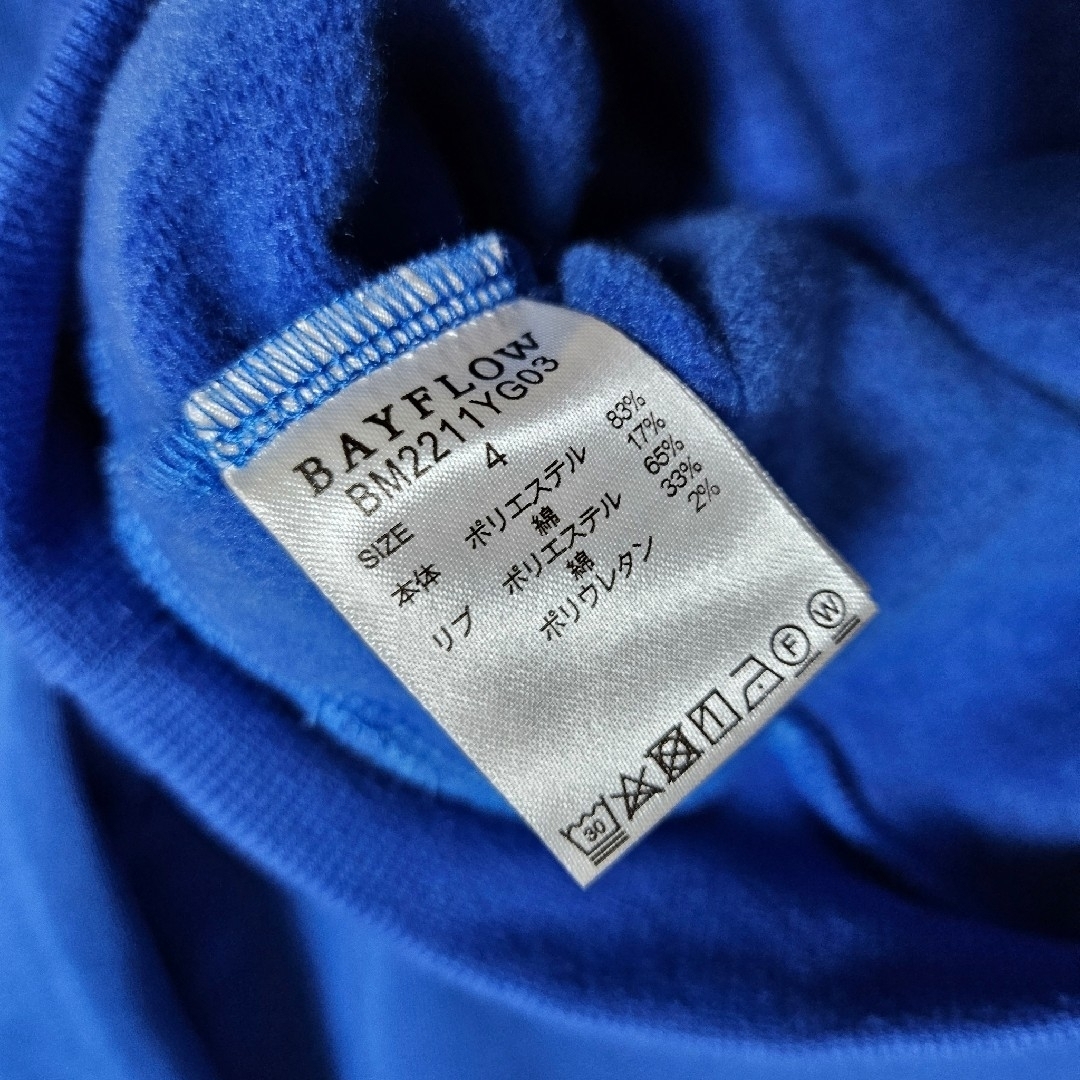 BAYFLOW
BM2211YG03
SIZE 4
本体 ポリエステル 83%
綿 17%
リブ ポリエステル 65%
綿 33%
ポリウレタン 2%
30 F W